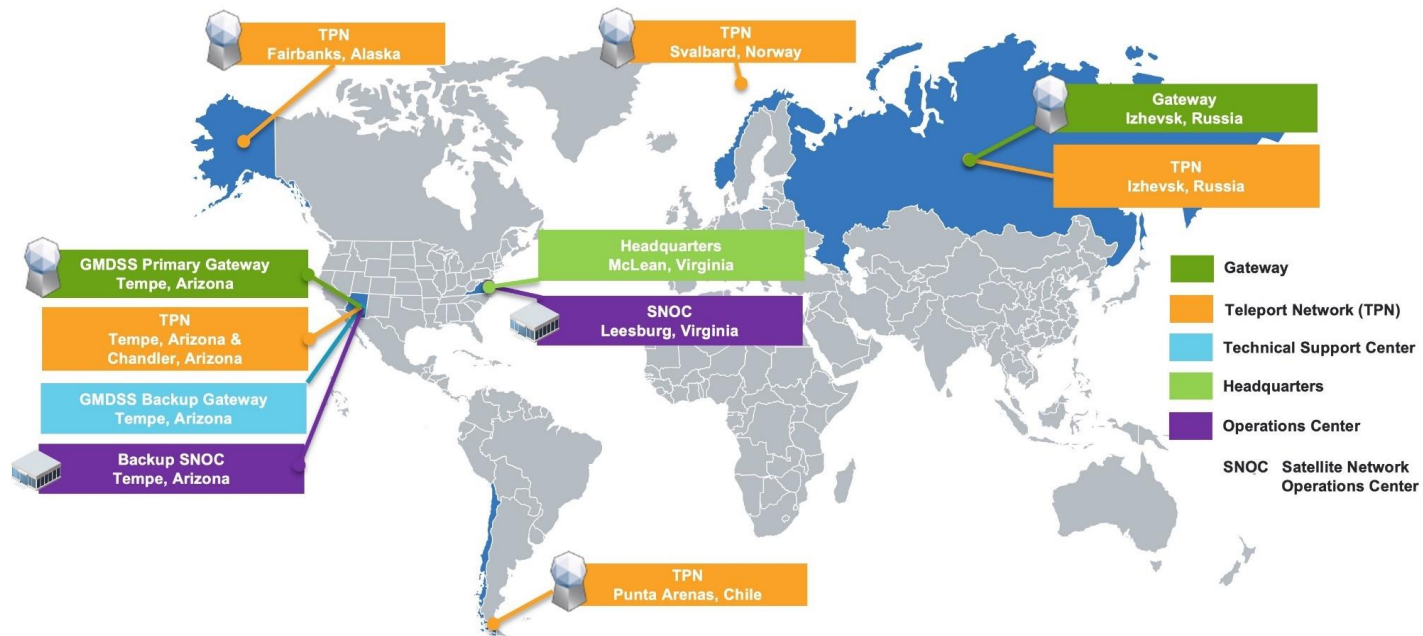 TPN
Fairbanks, Alaska
TPN
Svalbard, Norway
Gateway
Izhevsk, Russia
TPN
Izhevsk, Russia
GMDSS Primary Gateway
Tempe, Arizona
TPN
Tempe, Arizona &
Chandler, Arizona
GMDSS Backup Gateway
Tempe, Arizona
Backup SNOC
Tempe, Arizona
Headquarters
McLean, Virginia
SNOC
Leesburg, Virginia
TPN
Punta Arenas, Chile
Gateway
Teleport Network (TPN)
Technical Support Center
Headquarters
Operations Center
SNOC Satellite Network
Operations Center